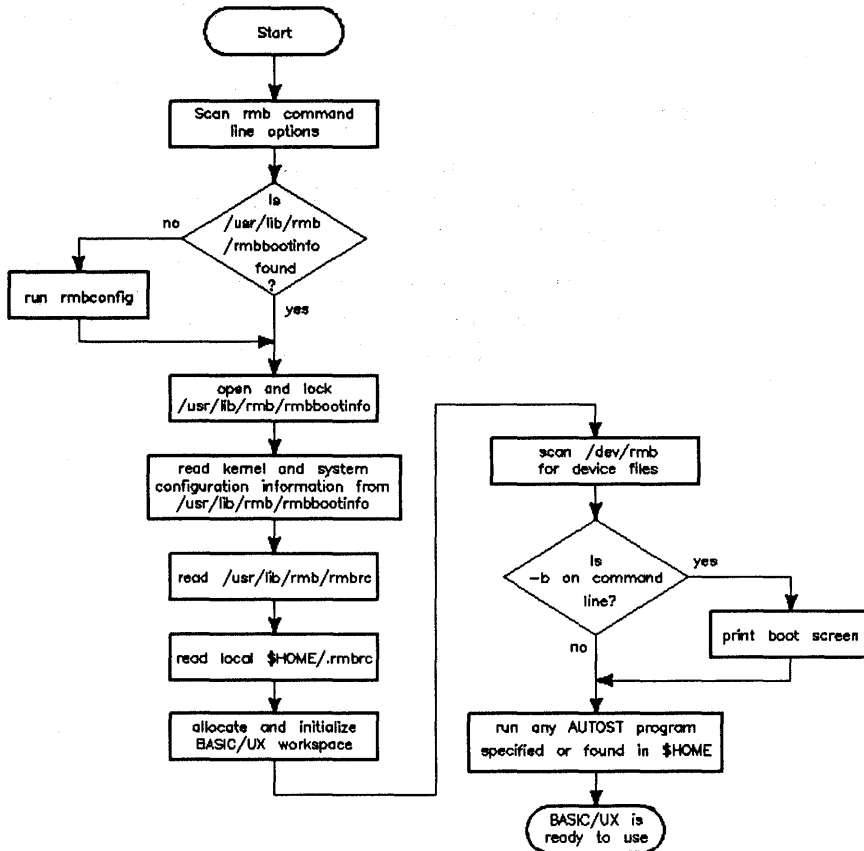 Start
Scan rmb command
line options
Is
/usr/lib/rmb
/rmbbootinfo
found
?
no
run rmbconfig
yes
open and lock
/usr/lib/rmb/rmbbootinfo
read kernel and system
configuration information from
/usr/lib/rmb/rmbbootinfo
read /usr/lib/rmb/rmbrc
read local $HOME/.rmbrc
allocate and initialize
BASIC/UX workspace
scan /dev/rmb
for device files
Is
-b on command
line?
yes
print boot screen
no
run any AUTOST program
specified or found in $HOME
BASIC/UX is
ready to use